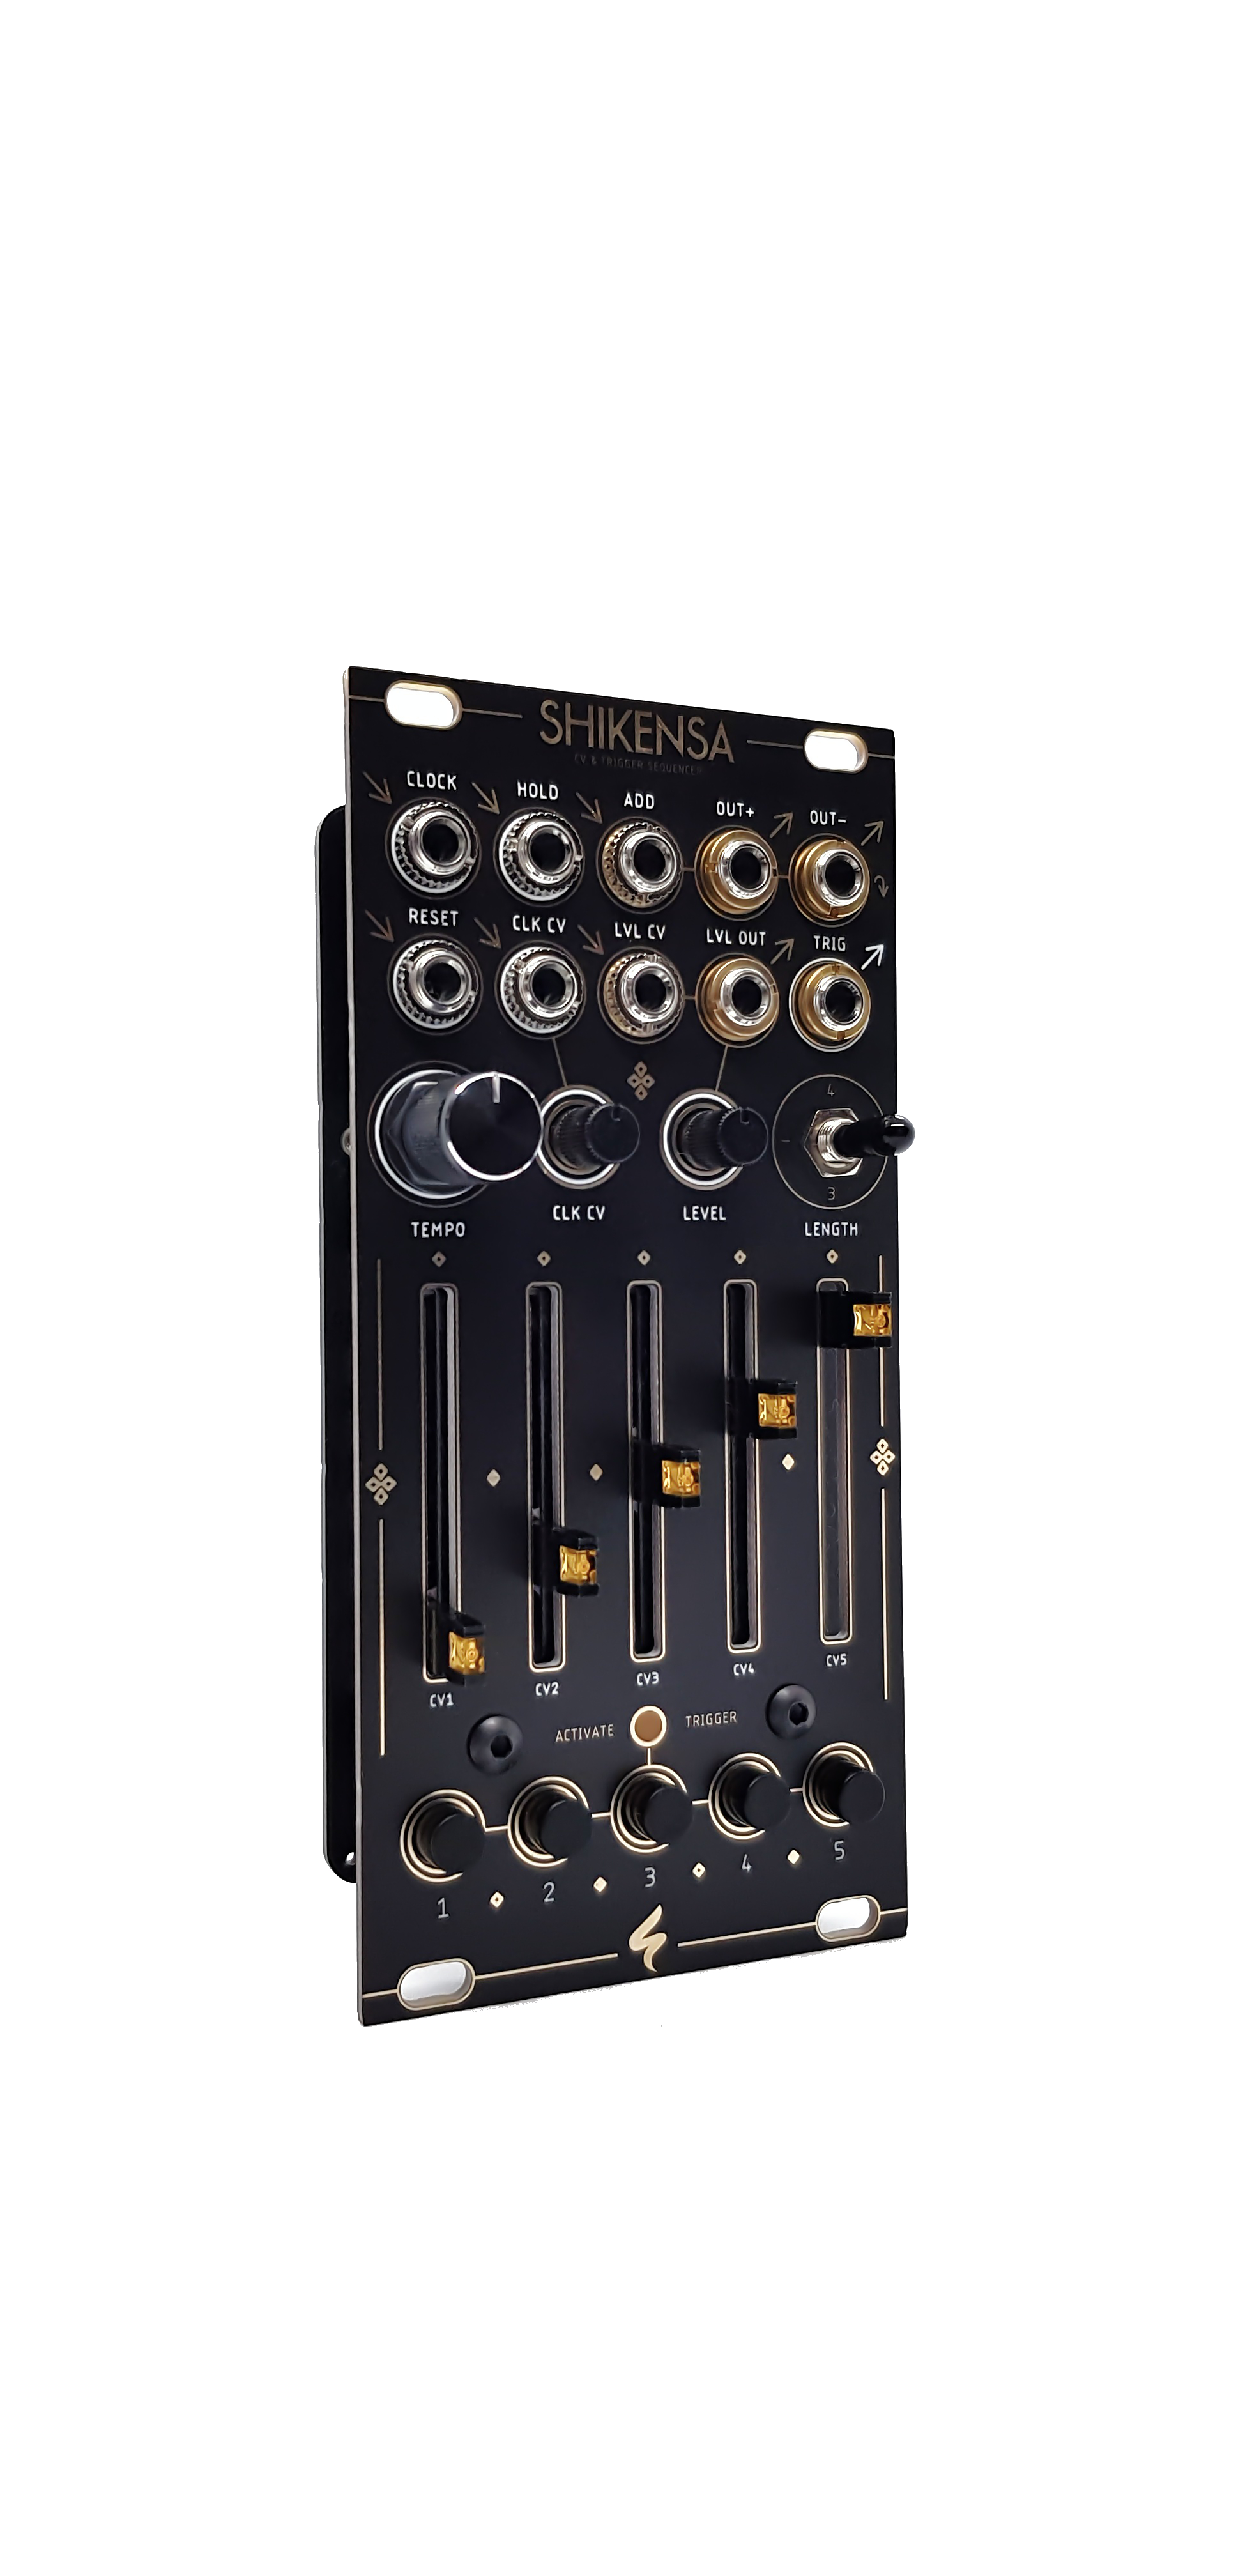 SHIKENSA
CV & TRIGGER SEQUENCER
CLOCK HOLD ADD OUT+ OUT-
RESET CLK CV LVL CV LVL OUT TRIG
4
3
TEMPO CLK CV LEVEL LENGTH
CV1 CV2 CV3 CV4 CV5
ACTIVATE TRIGGER
1 2 3 4 5